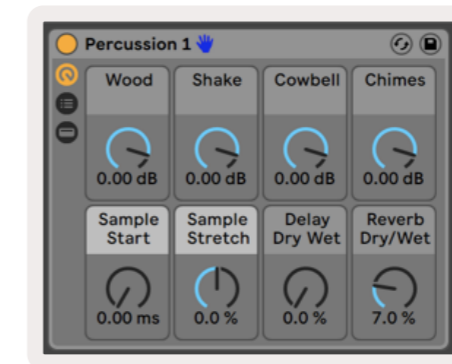 Percussion 1
Wood Shake Cowbell Chimes
0.00 dB 0.00 dB 0.00 dB 0.00 dB
Sample Sample Delay Reverb
Start Stretch Dry Wet Dry/Wet
0.00 ms 0.0 % 0.0 % 7.0 %